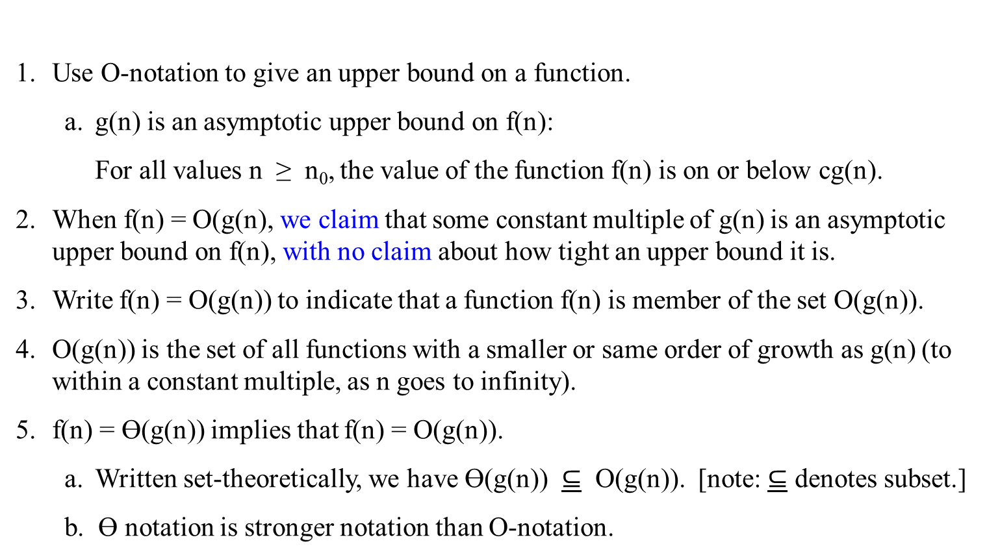 1. Use O-notation to give an upper bound on a function.
a. g(n) is an asymptotic upper bound on f(n):
For all values n ≥ n₀, the value of the function f(n) is on or below cg(n).
2. When f(n) = O(g(n), we claim that some constant multiple of g(n) is an asymptotic
upper bound on f(n), with no claim about how tight an upper bound it is.
3. Write f(n) = O(g(n)) to indicate that a function f(n) is member of the set O(g(n)).
4. O(g(n)) is the set of all functions with a smaller or same order of growth as g(n) (to
within a constant multiple, as n goes to infinity).
5. f(n) = Ɵ(g(n)) implies that f(n) = O(g(n)).
a. Written set-theoretically, we have Ɵ(g(n)) ⫅ O(g(n)). [note: ⫅ denotes subset.]
b. Ɵ notation is stronger notation than O-notation.